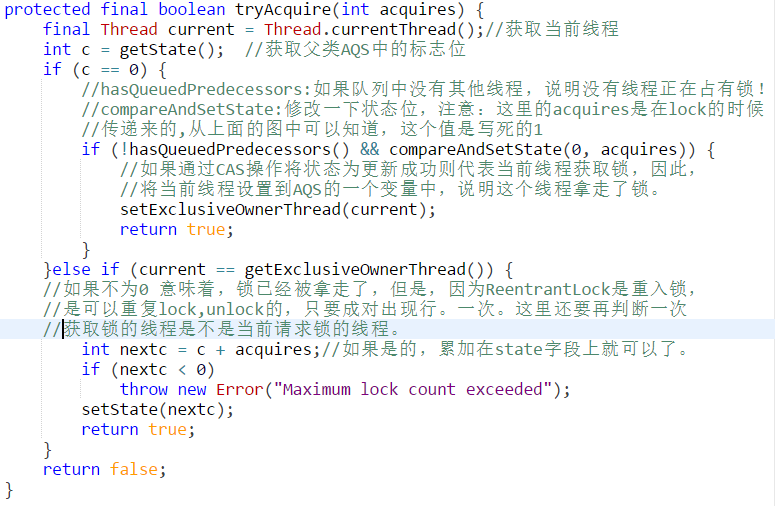 protected final boolean tryAcquire(int acquires) {
    final Thread current = Thread.currentThread();//获取当前线程
    int c = getState();  //获取父类AQS中的标志位
    if (c == 0) {
        //hasQueuedPredecessors:如果队列中没有其他线程，说明没有线程正在占有锁！
        //compareAndSetState:修改一下状态位，注意：这里的acquires是在lock的时候
        //传递来的,从上面的图中可以知道，这个值是写死的1
        if (!hasQueuedPredecessors() && compareAndSetState(0, acquires)) {
            //如果通过CAS操作将状态为更新成功则代表当前线程获取锁，因此，
            //将当前线程设置到AQS的一个变量中，说明这个线程拿走了锁。
            setExclusiveOwnerThread(current);
            return true;
        }
    }else if (current == getExclusiveOwnerThread()) {
    //如果不为0 意味着，锁已经被拿走了，但是，因为ReentrantLock是重入锁，
    //是可以重复lock,unlock的，只要成对出现行。一次。这里还要再判断一次
    //获取锁的线程是不是当前请求锁的线程。
        int nextc = c + acquires;//如果是的，累加在state字段上就可以了。
        if (nextc < 0)
            throw new Error("Maximum lock count exceeded");
        setState(nextc);
        return true;
    }
    return false;
}